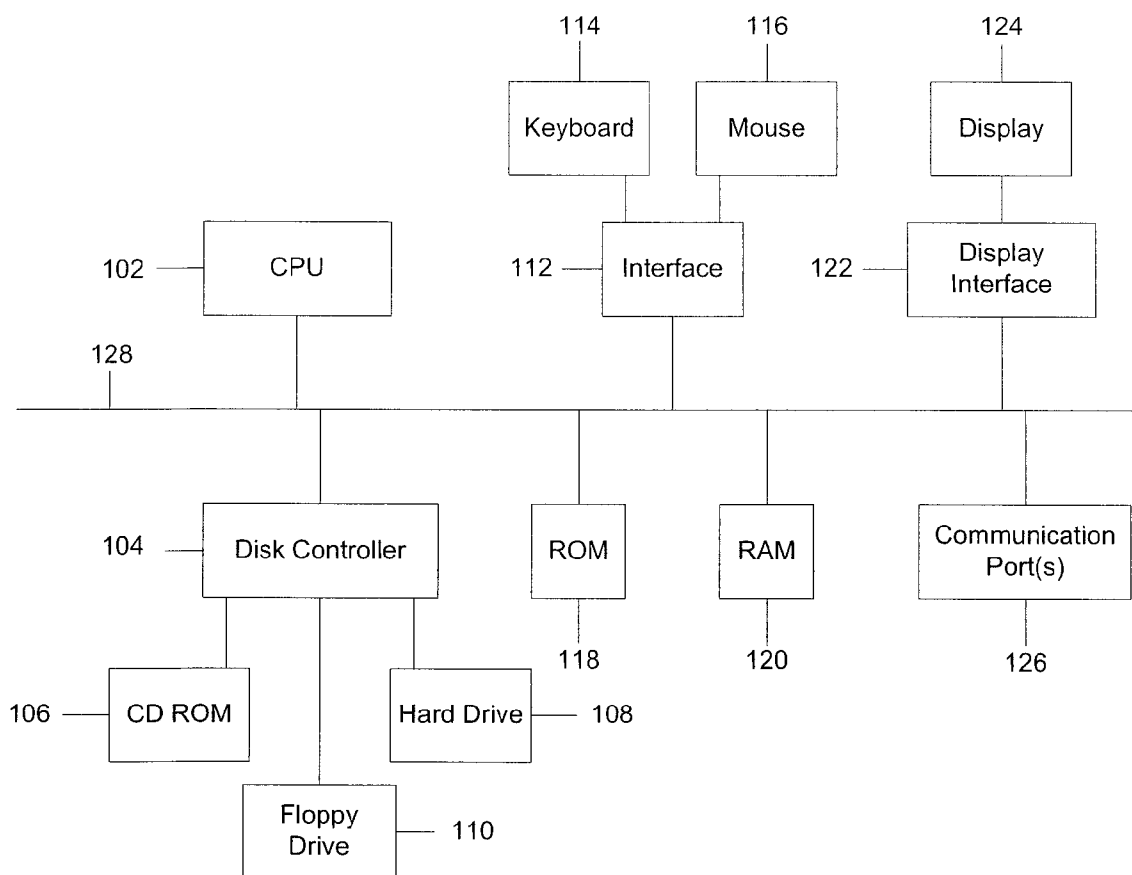 114
116
124
Keyboard
Mouse
Display
102
CPU
112
Interface
122
Display
Interface
128
104
Disk Controller
ROM
RAM
Communication
Port(s)
118
120
126
106
CD ROM
Hard Drive
108
Floppy
Drive
110